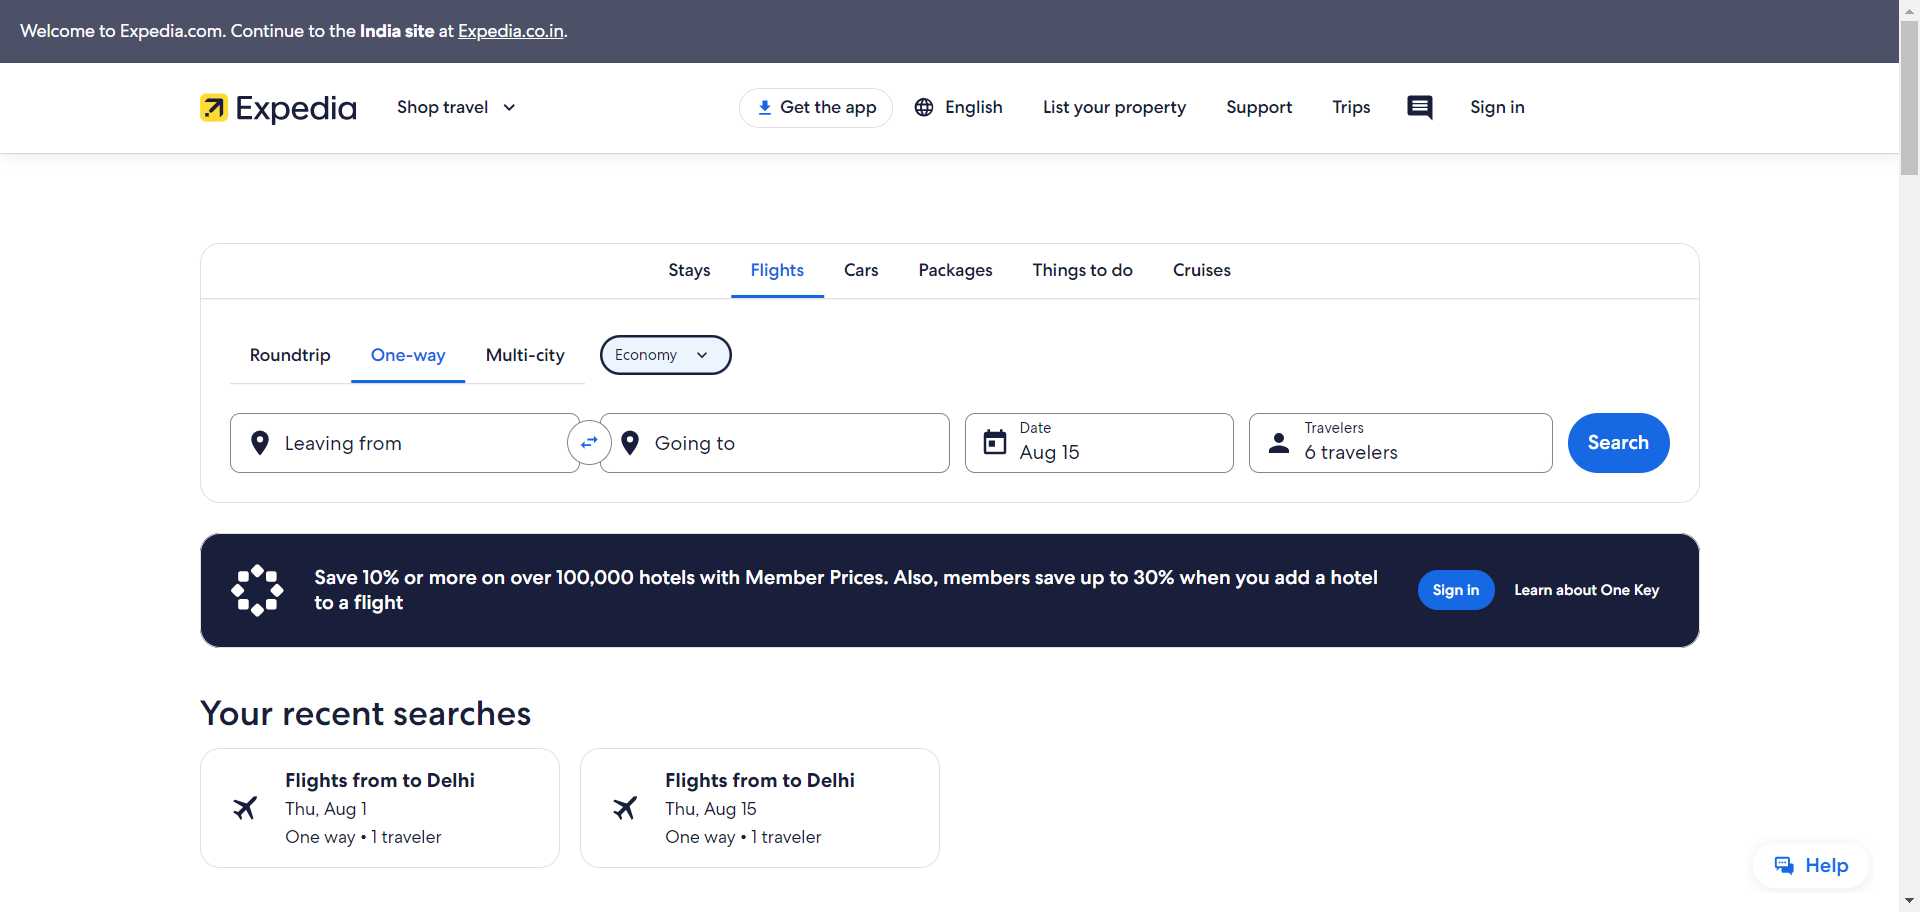 Welcome to Expedia.com. Continue to the India site at Expedia.co.in.
Expedia
Shop travel
Get the app
English
List your property
Support
Trips
Sign in
Stays
Flights
Cars
Packages
Things to do
Cruises
Roundtrip
One-way
Multi-city
Economy
Leaving from
Going to
Date
Aug 15
Travelers
6 travelers
Search
Save 10% or more on over 100,000 hotels with Member Prices. Also, members save up to 30% when you add a hotel
to a flight
Sign in
Learn about One Key
Your recent searches
Flights from to Delhi
Thu, Aug 1
One way • 1 traveler
Flights from to Delhi
Thu, Aug 15
One way • 1 traveler
Help